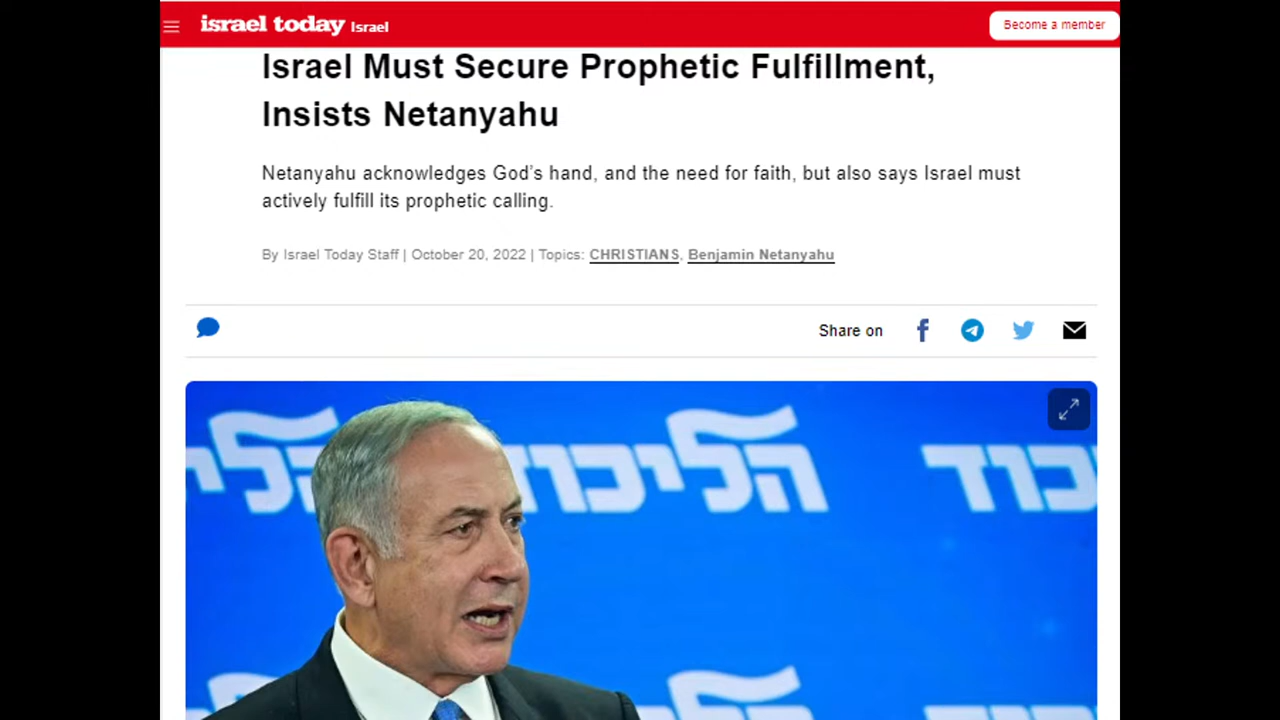 israel today Israel
Become a member
Israel Must Secure Prophetic Fulfillment,
Insists Netanyahu
Netanyahu acknowledges God's hand, and the need for faith, but also says Israel must
actively fulfill its prophetic calling.
By Israel Today Staff | October 20, 2022 | Topics: CHRISTIANS, Benjamin Netanyahu
Share on
הליכוד